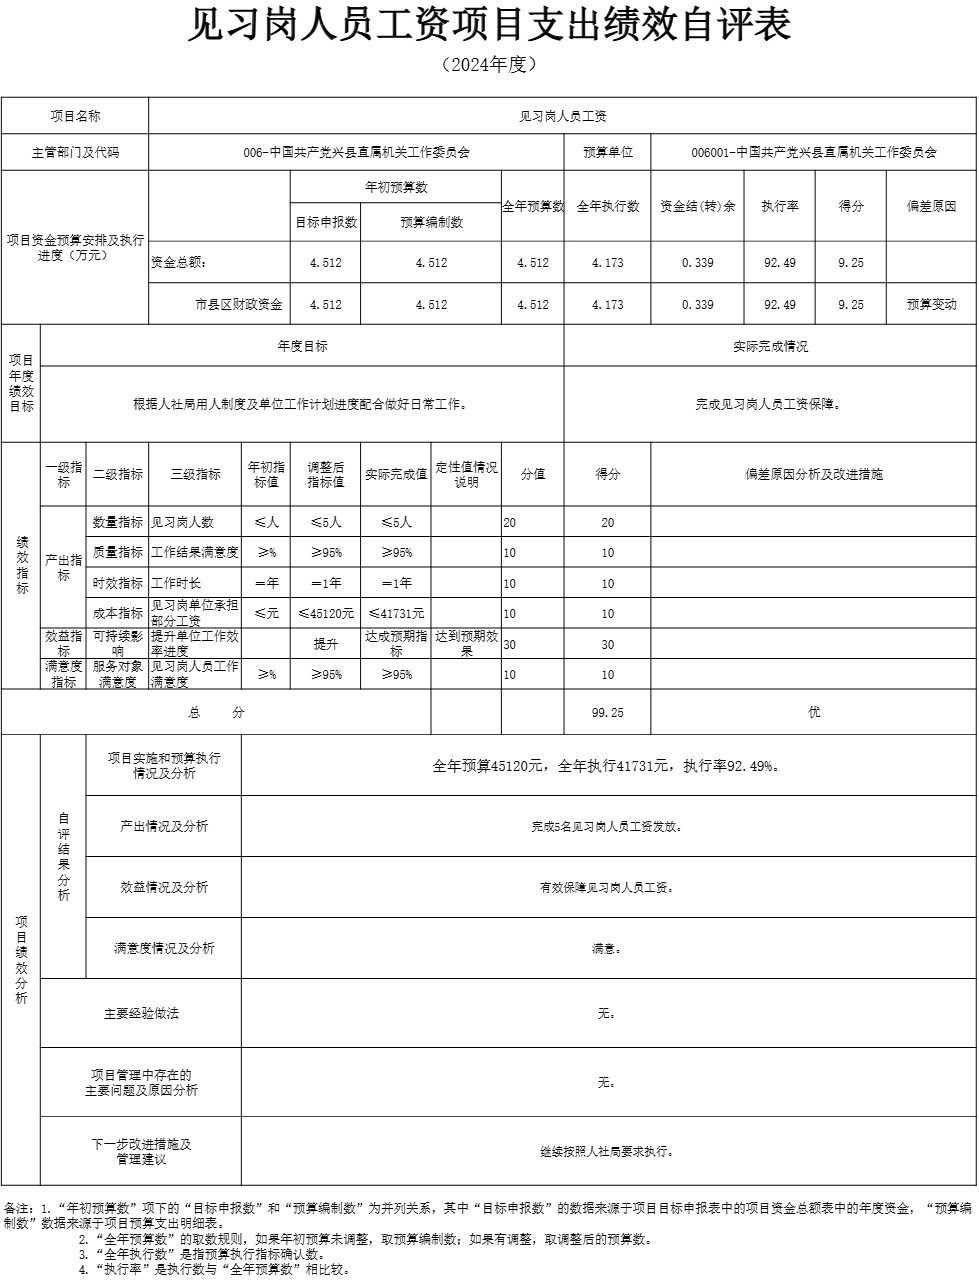 见习岗人员工资项目支出绩效自评表
（2024年度）
项目名称 见习岗人员工资
主管部门及代码 006-中国共产党兴县直属机关工作委员会 预算单位 006001-中国共产党兴县直属机关工作委员会
项目资金预算安排及执行
进度（万元）
年初预算数 全年预算数 全年执行数 资金结(转)余 执行率 得分 偏差原因
目标申报数 预算编制数
资金总额： 4.512 4.512 4.512 4.173 0.339 92.49 9.25
市县区财政资金 4.512 4.512 4.512 4.173 0.339 92.49 9.25 预算变动
项目
年度
绩效
目标
年度目标 实际完成情况
根据人社局用人制度及单位工作计划进度配合做好日常工作。 完成见习岗人员工资保障。
绩
效
指
标
一级指
标
二级指标 三级指标
年初指
标值
调整后
指标值
实际完成值
定性值情况
说明
分值 得分 偏差原因分析及改进措施
产出指
标
数量指标 见习岗人数 ≤人 ≤5人 ≤5人 20 20
质量指标 工作结果满意度 ≥% ≥95% ≥95% 10 10
时效指标 工作时长 ＝年 ＝1年 ＝1年 10 10
成本指标
见习岗单位承担
部分工资
≤元 ≤45120元 ≤41731元 10 10
效益指
标
可持续影
响
提升单位工作效
率进度
提升
达成预期指
标
达到预期效
果
30 30
满意度
指标
服务对象
满意度
见习岗人员工作
满意度
≥% ≥95% ≥95% 10 10
总 分 99.25 优
项
目
绩
效
分
析
自
评
结
果
分
析
项目实施和预算执行
情况及分析
全年预算45120元，全年执行41731元，执行率92.49%。
产出情况及分析 完成5名见习岗人员工资发放。
效益情况及分析 有效保障见习岗人员工资。
满意度情况及分析 满意。
主要经验做法 无。
项目管理中存在的
主要问题及原因分析
无。
下一步改进措施及
管理建议
继续按照人社局要求执行。
备注：1.“年初预算数”项下的“目标申报数”和“预算编制数”为并列关系，其中“目标申报数”的数据来源于项目目标申报表中的项目资金总额表中的年度资金，“预算编
制数”数据来源于项目预算支出明细表。
2.“全年预算数”的取数规则，如果年初预算未调整，取预算编制数；如果有调整，取调整后的预算数。
3.“全年执行数”是指预算执行指标确认数。
4.“执行率”是执行数与“全年预算数”相比较。